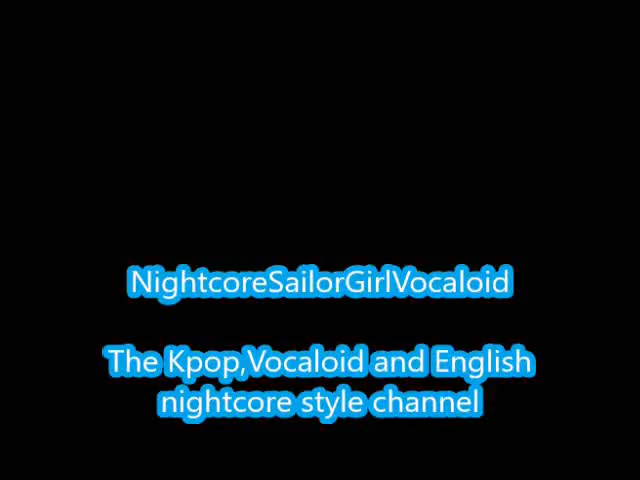 NightcoreSailorGirlVocaloid
The Kpop,Vocaloid and English
nightcore style channel